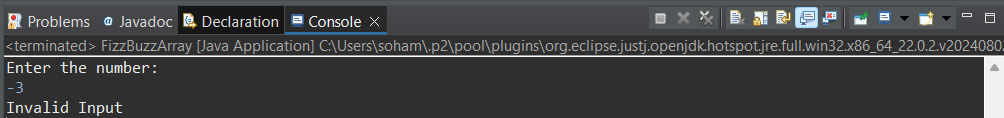 Problems @ Javadoc Declaration Console
<terminated> FizzBuzzArray [Java Application] C:\Users\soham\.p2\pool\plugins\org.eclipse.justj.openjdk.hotspot.jre.full.win32.x86_64_22.0.2.v2024080
Enter the number:
-3
Invalid Input